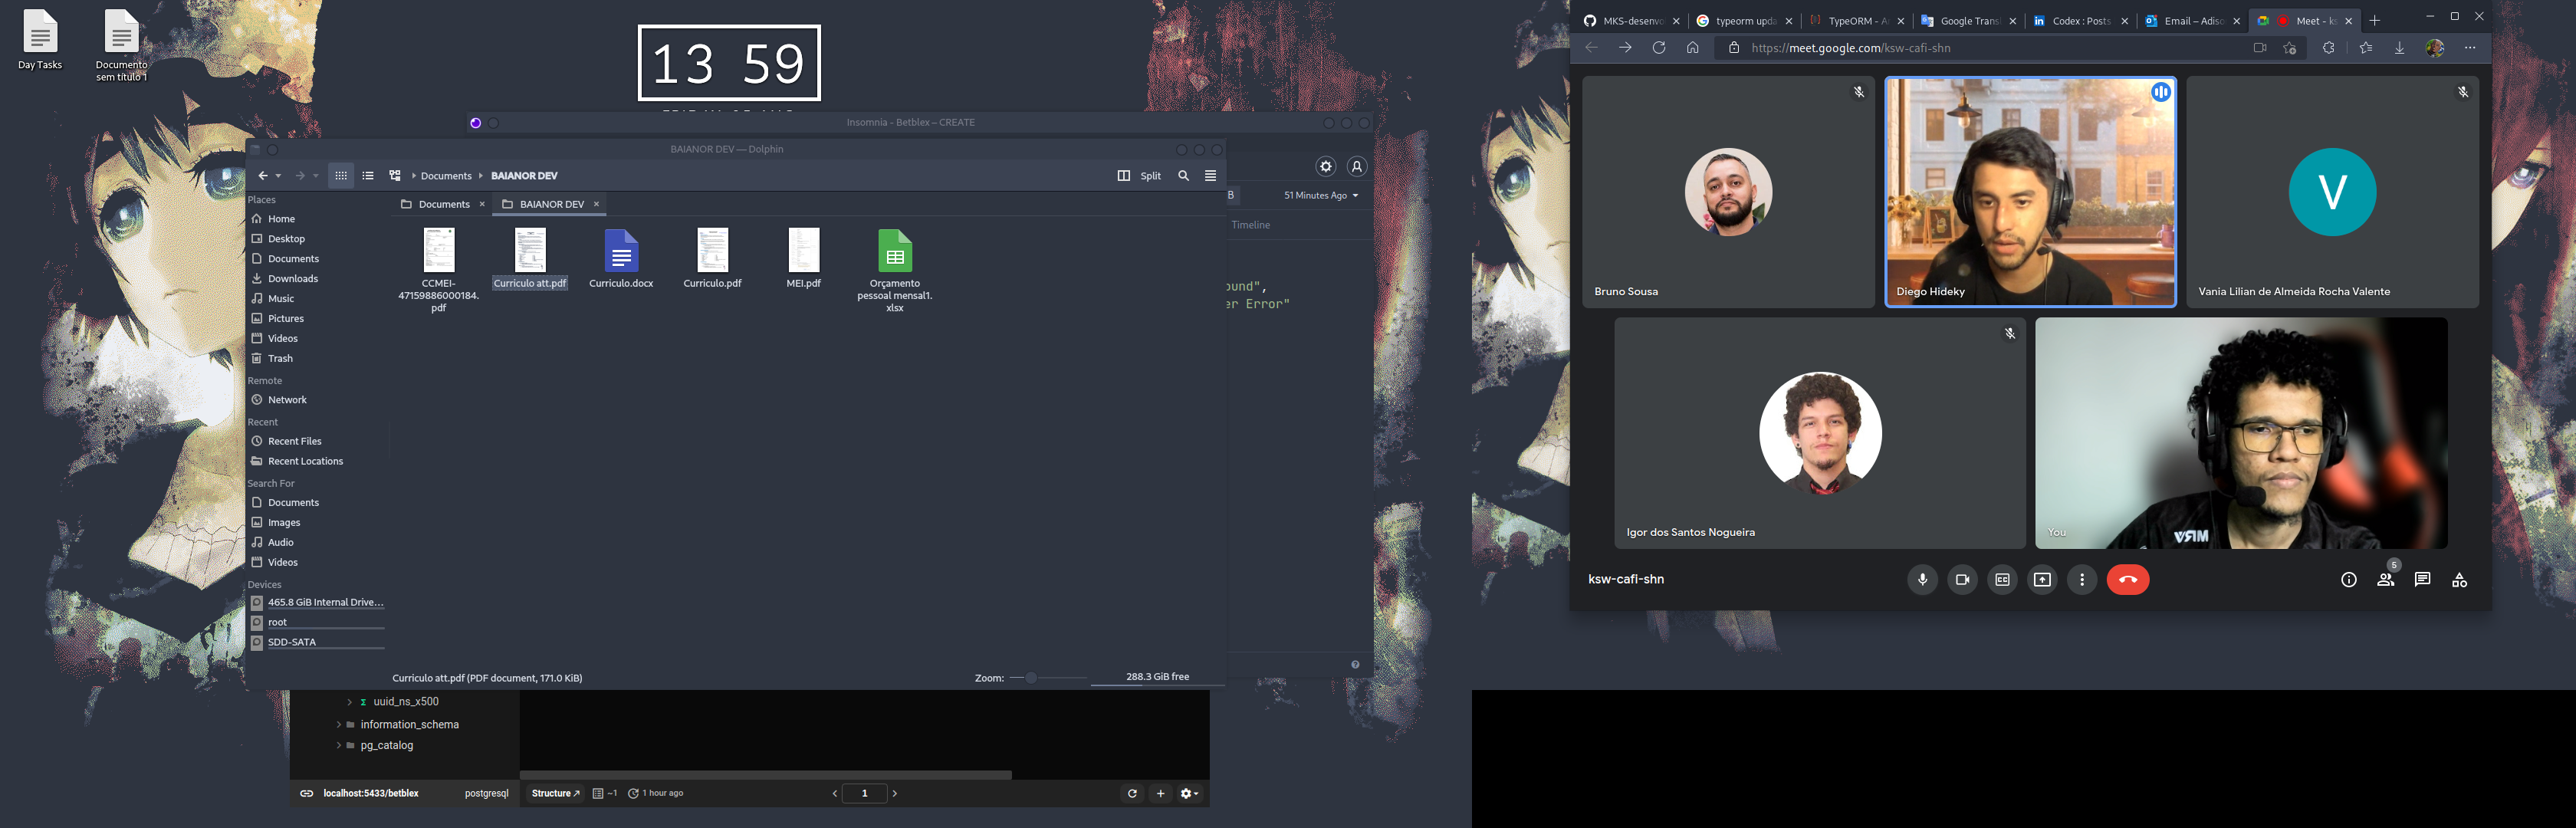 Day Tasks
Documento
sem título 1
13 59
Insomnia - Betblex – CREATE
BAIANOR DEV — Dolphin
Documents
BAIANOR DEV
Split
Places
Home
Desktop
Documents
Downloads
Music
Pictures
Videos
Trash
Remote
Network
Recent
Recent Files
Recent Locations
Search For
Documents
Images
Audio
Videos
Devices
465.8 GiB Internal Drive...
root
SDD-SATA
Documents
BAIANOR DEV
CCMEI-
47159886000184.
pdf
Curriculo att.pdf
Curriculo.docx
Curriculo.pdf
MEI.pdf
Orçamento
pessoal mensal1.
xlsx
Curriculo att.pdf (PDF document, 171.0 KiB)
Zoom:
288.3 GiB free
B
51 Minutes Ago
Timeline
ound",
er Error"
uuid_ns_x500
information_schema
pg_catalog
localhost:5433/betblex
postgresql
Structure
~1
1 hour ago
1
MKS-desenvo
typeorm upda
TypeORM - A
Google Trans
Codex: Posts
Email – Adiso
Meet - ks
https://meet.google.com/ksw-cafi-shn
Bruno Sousa
Diego Hideky
V
Vania Lilian de Almeida Rocha Valente
Igor dos Santos Nogueira
You
ksw-cafi-shn
CC
5